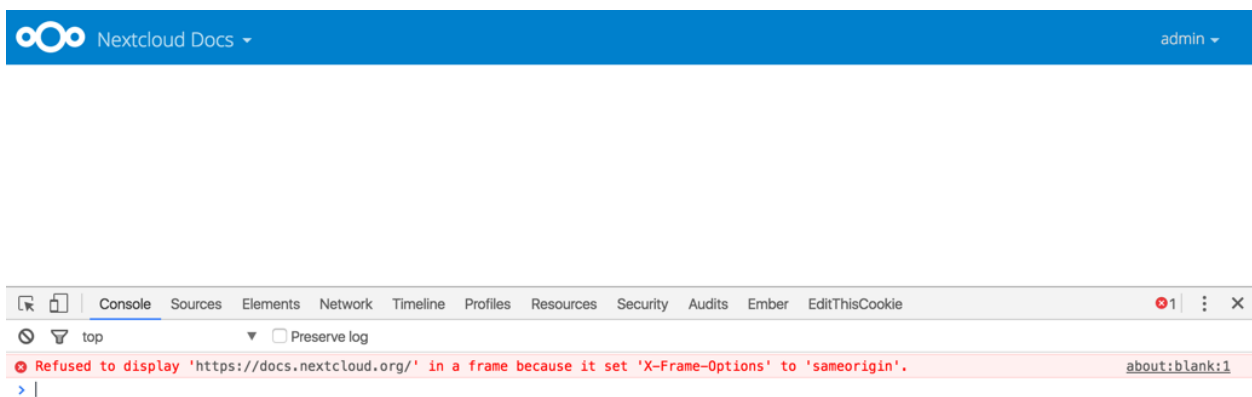 Nextcloud Docs admin
Console Sources Elements Network Timeline Profiles Resources Security Audits Ember EditThisCookie 1
top Preserve log
Refused to display 'https://docs.nextcloud.org/' in a frame because it set 'X-Frame-Options' to 'sameorigin'. about:blank:1
>